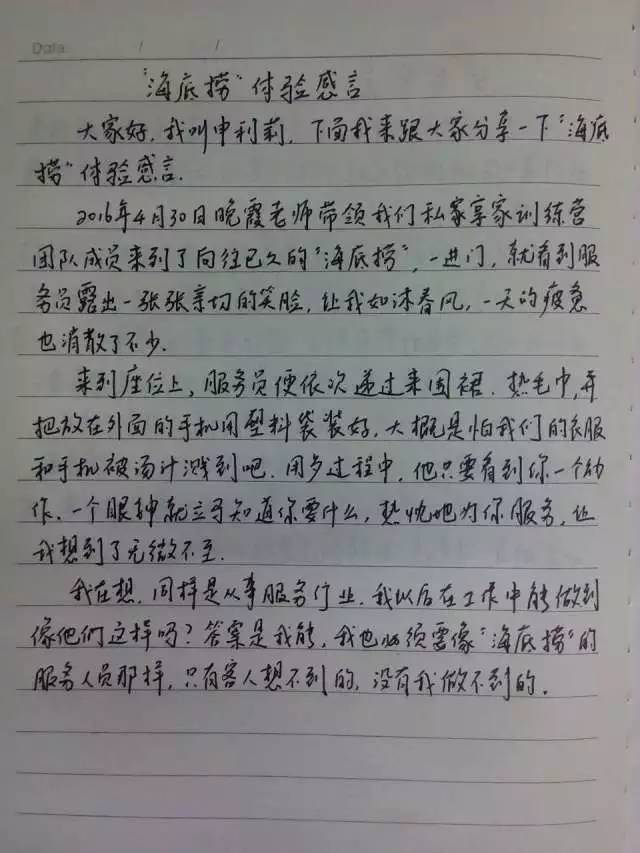 Data / /
“海底捞”体验感言
大家好，我叫申利莉，下面我来跟大家分享一下“海底
捞”体验感言.
2016年4月30日晚霞老师带领我们私家享家训练营
团队成员来到了向往已久的“海底捞”，一进门，就看到服
务员露出一张张亲切的笑脸，让我如沐春风，一天的疲惫
也消散了不少.
来到座位上，服务员便依次递过来围裙、热毛巾，并
把放在外面的手机用塑料袋装好，大概是怕我们的衣服
和手机被汤汁溅到吧.用歺过程中，他只要看到你一个动
作、一个眼神就立马知道你要什么，热忱地为你服务，让
我想到了无微不至.
我在想，同样是从事服务行业，我以后在工作中能做到
像他们这样吗？答案是我能，我也必须要像“海底捞”的
服务人员那样，只有客人想不到的，没有我做不到的.